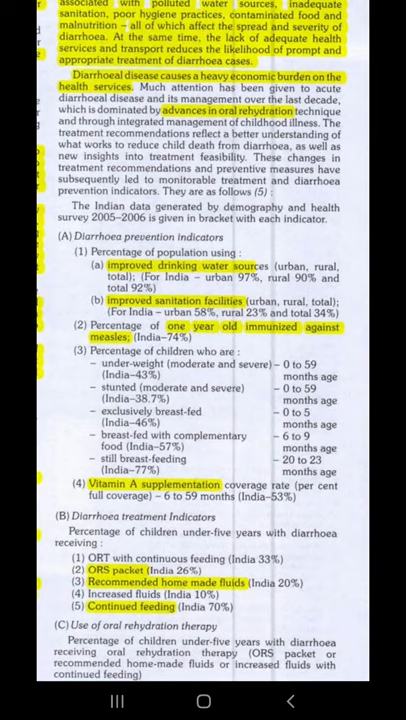 associated with polluted water sources, inadequate
sanitation, poor hygiene practices, contaminated food and
malnutrition – all of which affect the spread and severity of
diarrhoea. At the same time, the lack of adequate health
services and transport reduces the likelihood of prompt and
appropriate treatment of diarrhoea cases.
Diarrhoeal disease causes a heavy economic burden on the
health services. Much attention has been given to acute
diarrhoeal disease and its management over the last decade,
which is dominated by advances in oral rehydration technique
and through integrated management of childhood illness. The
treatment recommendations reflect a better understanding of
what works to reduce child death from diarrhoea, as well as
new insights into treatment feasibility. These changes in
treatment recommendations and preventive measures have
subsequently led to monitorable treatment and diarrhoea
prevention indicators. They are as follows (5) :
The Indian data generated by demography and health
survey 2005–2006 is given in bracket with each indicator.
(A) Diarrhoea prevention indicators
(1) Percentage of population using :
(a) improved drinking water sources (urban, rural,
total); (For India – urban 97%, rural 90% and
total 92%)
(b) improved sanitation facilities (urban, rural, total);
(For India – urban 58%, rural 23% and total 34%)
(2) Percentage of one year old immunized against
measles; (India–74%)
(3) Percentage of children who are :
– under-weight (moderate and severe) – 0 to 59
(India–43%) months age
– stunted (moderate and severe) – 0 to 59
(India–38.7%) months age
– exclusively breast-fed – 0 to 5
(India–46%) months age
– breast-fed with complementary – 6 to 9
food (India–57%) months age
– still breast-feeding – 20 to 23
(India–77%) months age
(4) Vitamin A supplementation coverage rate (per cent
full coverage) – 6 to 59 months (India–53%)
(B) Diarrhoea treatment Indicators
Percentage of children under-five years with diarrhoea
receiving :
(1) ORT with continuous feeding (India 33%)
(2) ORS packet (India 26%)
(3) Recommended home made fluids (India 20%)
(4) Increased fluids (India 10%)
(5) Continued feeding (India 70%)
(C) Use of oral rehydration therapy
Percentage of children under-five years with diarrhoea
receiving oral rehydration therapy (ORS packet or
recommended home-made fluids or increased fluids with
continued feeding)